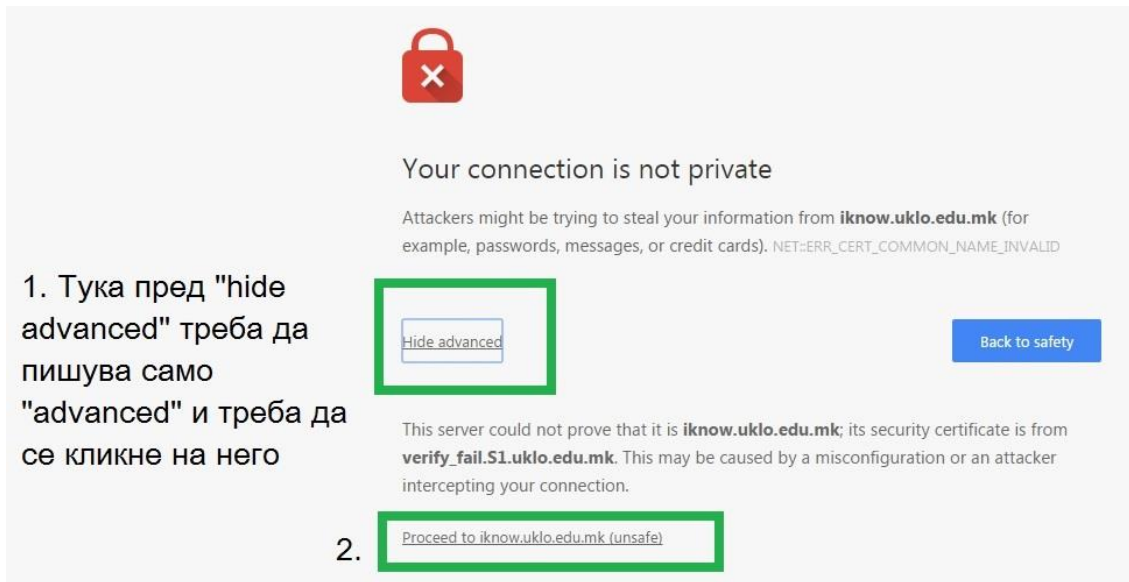 Your connection is not private
Attackers might be trying to steal your information from iknow.uklo.edu.mk (for
example, passwords, messages, or credit cards). NET::ERR_CERT_COMMON_NAME_INVALID
1. Тука пред "hide
advanced" треба да
пишува само
"advanced" и треба да
се кликне на него
Hide advanced
Back to safety
This server could not prove that it is iknow.uklo.edu.mk; its security certificate is from
verify_fail.S1.uklo.edu.mk. This may be caused by a misconfiguration or an attacker
intercepting your connection.
2.
Proceed to iknow.uklo.edu.mk (unsafe)